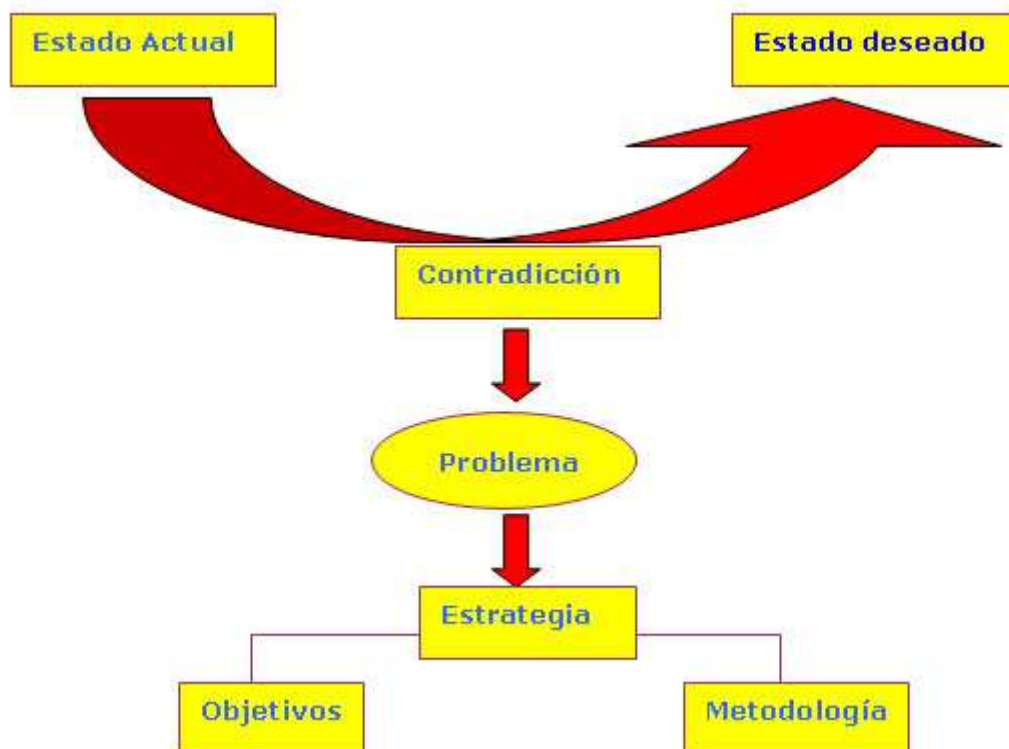 Estado Actual
Estado deseado
Contradicción
Problema
Estrategia
Objetivos
Metodología